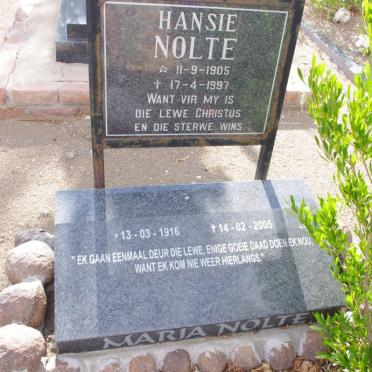 HANSIE
NOLTE
☆ 11-9-1905
✝ 17-4-1997
WANT VIR MY IS
DIE LEWE CHRISTUS
EN DIE STERWE WINS
*13-03-1916 †14-02-2005
"EK GAAN EENMAAL DEUR DIE LEWE, ENIGE GOEIE DAAD DOEN EK NOU,
WANT EK KOM NIE WEER HIERLANGS."
MARJA NOLTE